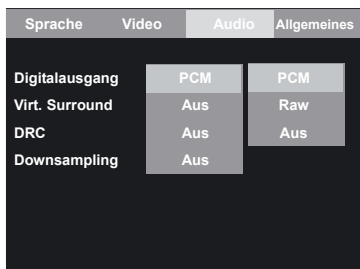 Sprache Video Audio Allgemeines
Digitalausgang PCM PCM
Virt. Surround Aus Raw
DRC Aus Aus
Downsampling Aus